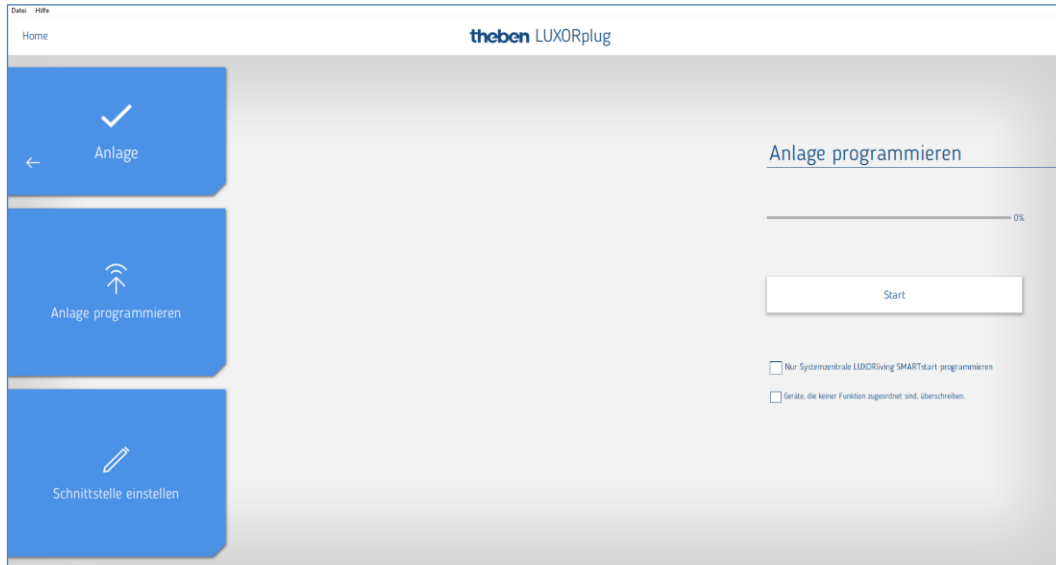 Datei Hilfe
Home
theben LUXORplug
Anlage
Anlage programmieren
Schnittstelle einstellen
Anlage programmieren
0%
Start
Nur Systemzentrale LUXORliving SMARTstart programmieren
Geräte, die keiner Funktion zugeordnet sind, überschreiben.